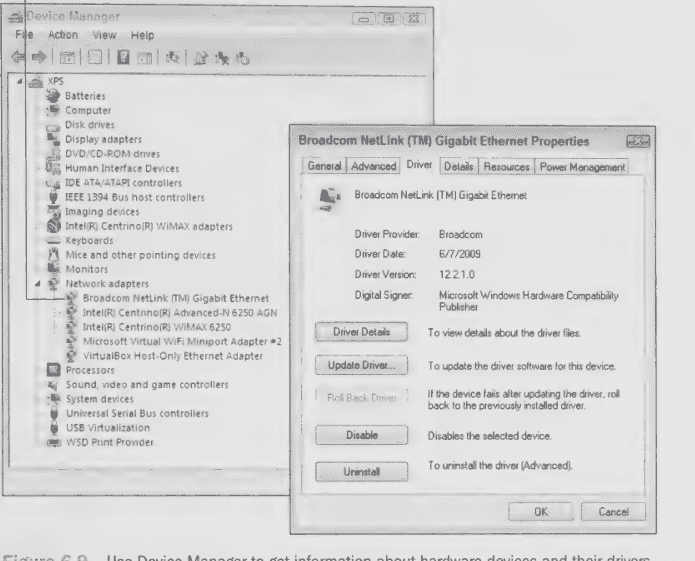 Device Manager
File Action View Help
XPS
Batteries
Computer
Disk drives
Display adapters
DVD/CD-ROM drives
Human Interface Devices
IDE ATA/ATAPI controllers
IEEE 1394 Bus host controllers
Imaging devices
Intel(R) Centrino(R) WiMAX adapters
Keyboards
Mice and other pointing devices
Monitors
Network adapters
Broadcom NetLink (TM) Gigabit Ethernet
Intel(R) Centrino(R) Advanced-N 6250 AGN
Intel(R) Centrino(R) WiMAX 6250
Microsoft Virtual WiFi Miniport Adapter #2
VirtualBox Host-Only Ethernet Adapter
Processors
Sound, video and game controllers
System devices
Universal Serial Bus controllers
USB Virtualization
WSD Print Provider
Broadcom NetLink (TM) Gigabit Ethernet Properties
General Advanced Driver Details Resources Power Management
Broadcom NetLink (TM) Gigabit Ethernet
Driver Provider: Broadcom
Driver Date: 6/7/2009
Driver Version: 12.2.1.0
Digital Signer: Microsoft Windows Hardware Compatibility
Publisher
Driver Details To view details about the driver files.
Update Driver... To update the driver software for this device.
Roll Back Driver If the device fails after updating the driver, roll
back to the previously installed driver.
Disable Disables the selected device.
Uninstall To uninstall the driver (Advanced).
OK Cancel
Figure 6.9 Use Device Manager to get information about hardware devices and their drivers